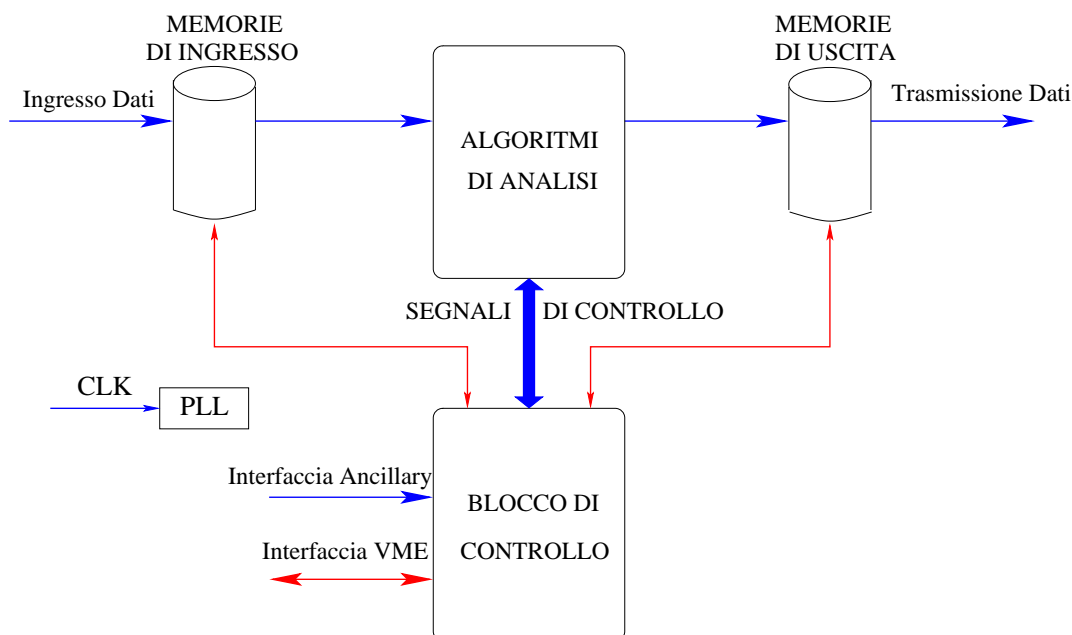 MEMORIE
DI INGRESSO
MEMORIE
DI USCITA
Ingresso Dati
Trasmissione Dati
ALGORITMI
DI ANALISI
SEGNALI DI CONTROLLO
CLK
PLL
Interfaccia Ancillary
BLOCCO DI
Interfaccia VME
CONTROLLO